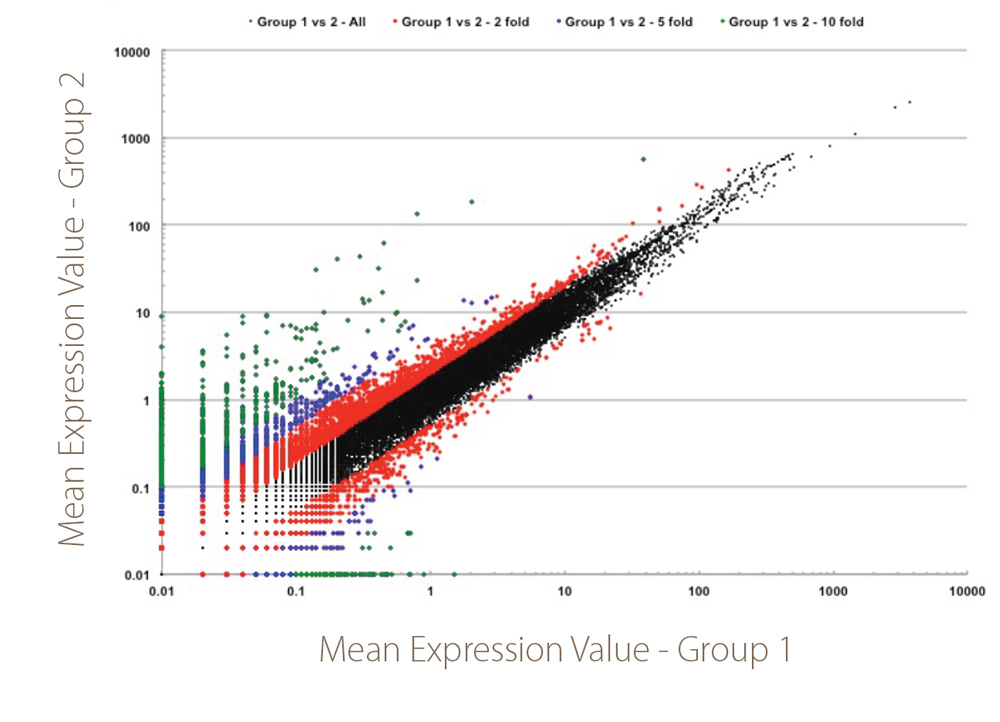 Group 1 vs 2 - All Group 1 vs 2 - 2 fold Group 1 vs 2 - 5 fold Group 1 vs 2 - 10 fold
Mean Expression Value - Group 2
10000
1000
100
10
1
0.1
0.01
0.01 0.1 1 10 100 1000 10000
Mean Expression Value - Group 1